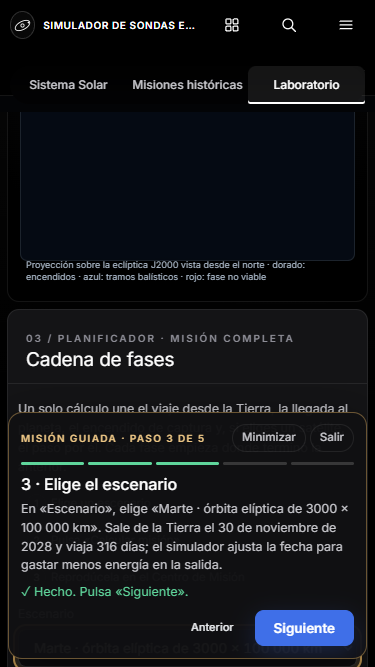 SIMULADOR DE SONDAS E...
Sistema Solar
Misiones históricas
Laboratorio
Proyección sobre la eclíptica J2000 vista desde el norte · dorado:
encendidos · azul: tramos balísticos · rojo: fase no viable
03 / PLANIFICADOR · MISIÓN COMPLETA
Cadena de fases
Un solo cálculo une el viaje desde la Tierra, la llegada al
MISIÓN GUIADA · PASO 3 DE 5
Minimizar
Salir
3 · Elige el escenario
En «Escenario», elige «Marte · órbita elíptica de 3000 ×
100 000 km». Sale de la Tierra el 30 de noviembre de
2028 y viaja 316 días; el simulador ajusta la fecha para
gastar menos energía en la salida.
✓ Hecho. Pulsa «Siguiente».
Anterior
Siguiente